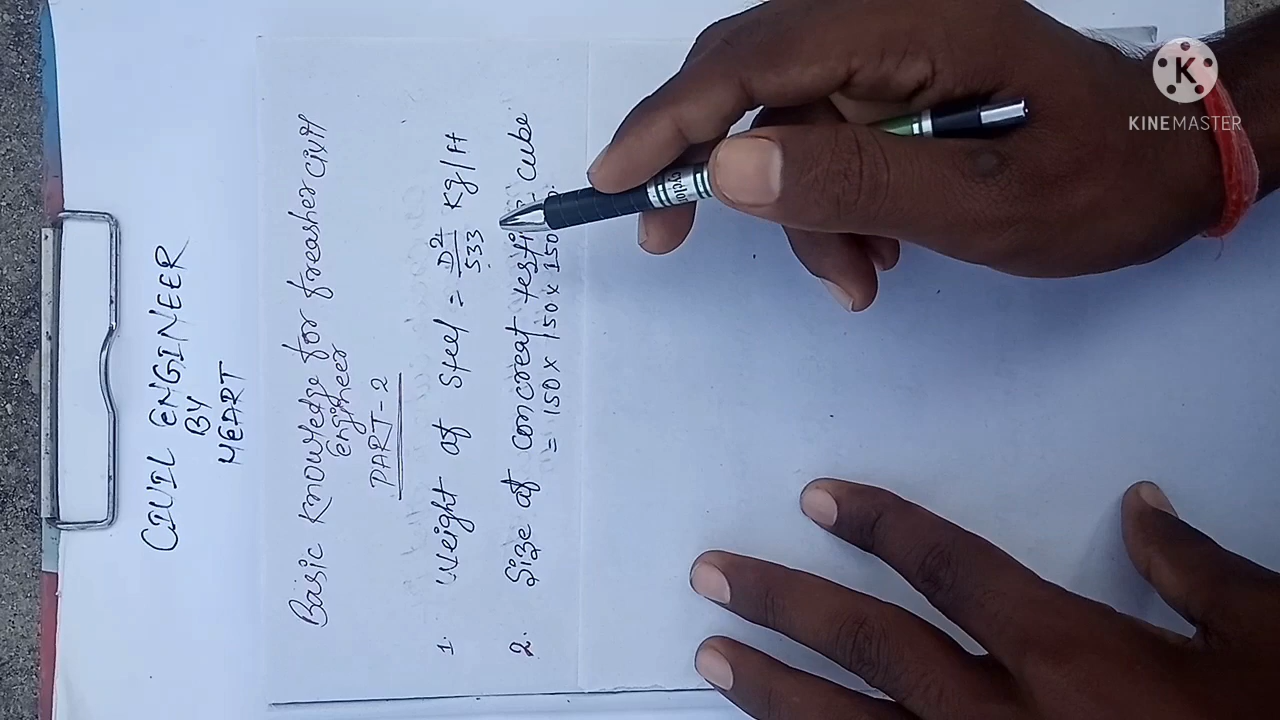 CIVIL ENGINEER
BY
HEART
Basic knowledge for freasher civil
engineer
PART-2
1. Weight of steel = D²/533 Kg/ft
2. Size of concreat cube
= 150 x 150 x 150
cyclo
K
KINEMASTER